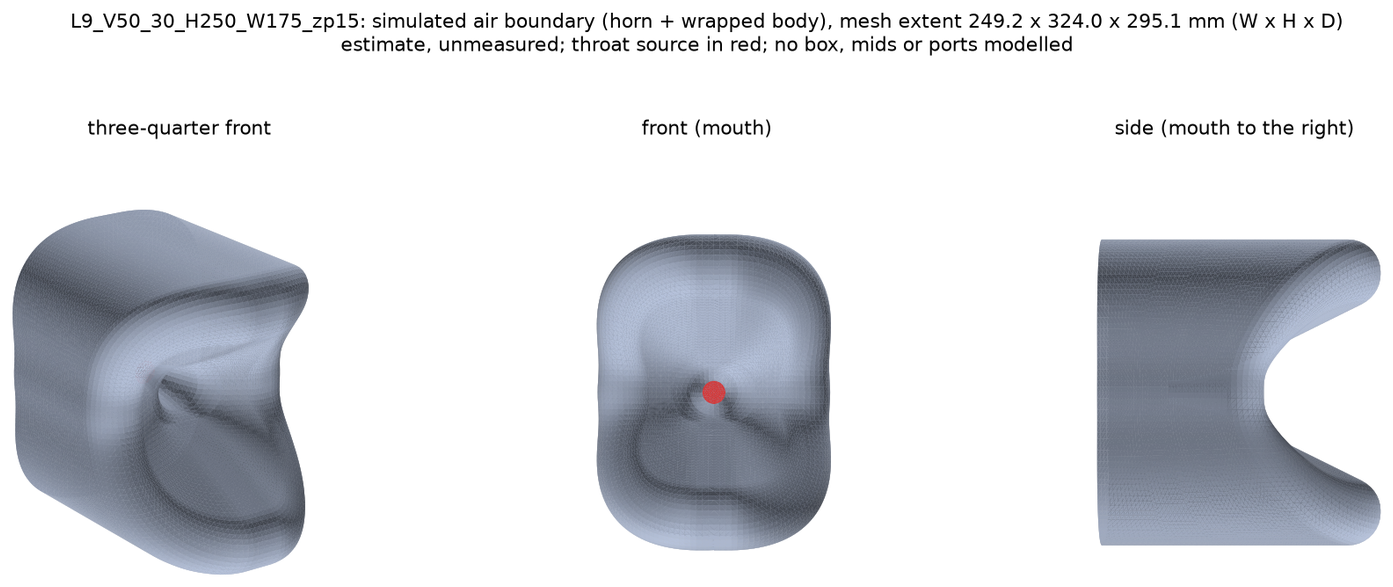 L9_V50_30_H250_W175_zp15: simulated air boundary (horn + wrapped body), mesh extent 249.2 x 324.0 x 295.1 mm (W x H x D)
estimate, unmeasured; throat source in red; no box, mids or ports modelled
three-quarter front
front (mouth)
side (mouth to the right)